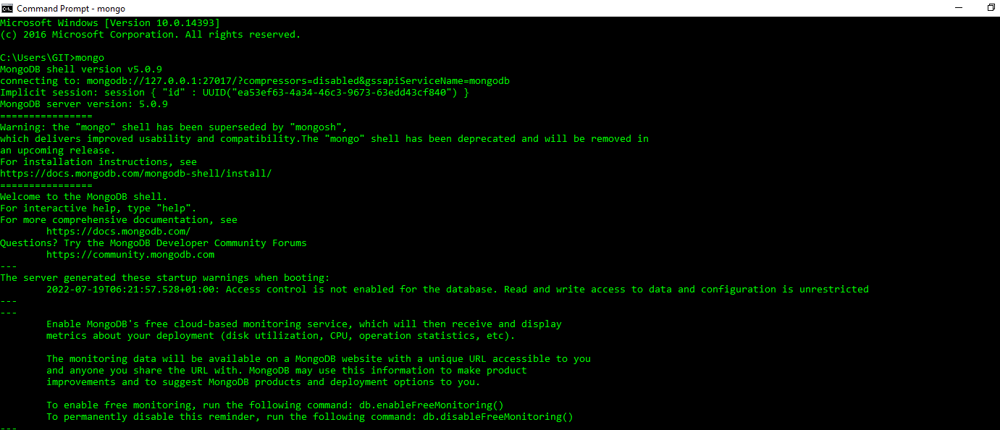 Command Prompt - mongo
Microsoft Windows [Version 10.0.14393]
(c) 2016 Microsoft Corporation. All rights reserved.
C:\Users\GIT>mongo
MongoDB shell version v5.0.9
connecting to: mongodb://127.0.0.1:27017/?compressors=disabled&gssapiServiceName=mongodb
Implicit session: session { "id" : UUID("ea53ef63-4a34-46c3-9673-63edd43cf840") }
MongoDB server version: 5.0.9
================
Warning: the "mongo" shell has been superseded by "mongosh",
which delivers improved usability and compatibility.The "mongo" shell has been deprecated and will be removed in
an upcoming release.
For installation instructions, see
https://docs.mongodb.com/mongodb-shell/install/
================
Welcome to the MongoDB shell.
For interactive help, type "help".
For more comprehensive documentation, see
https://docs.mongodb.com/
Questions? Try the MongoDB Developer Community Forums
https://community.mongodb.com
---
The server generated these startup warnings when booting:
2022-07-19T06:21:57.528+01:00: Access control is not enabled for the database. Read and write access to data and configuration is unrestricted
---
---
Enable MongoDB's free cloud-based monitoring service, which will then receive and display
metrics about your deployment (disk utilization, CPU, operation statistics, etc).
The monitoring data will be available on a MongoDB website with a unique URL accessible to you
and anyone you share the URL with. MongoDB may use this information to make product
improvements and to suggest MongoDB products and deployment options to you.
To enable free monitoring, run the following command: db.enableFreeMonitoring()
To permanently disable this reminder, run the following command: db.disableFreeMonitoring()
---